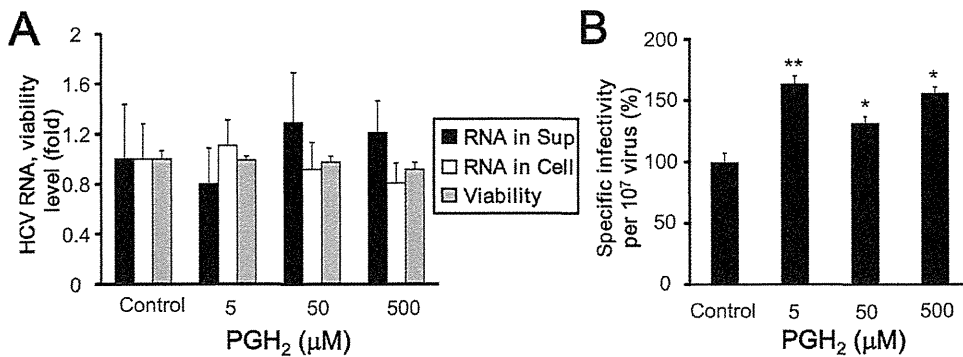 A
HCV RNA, viability
level (fold)
2
1.6
1.2
0.8
0.4
0
Control
5
50
500
PGH₂ (μM)
RNA in Sup
RNA in Cell
Viability
B
Specific infectivity
per 10⁷ virus (%)
200
150
100
50
0
**
*
*
Control
5
50
500
PGH₂ (μM)